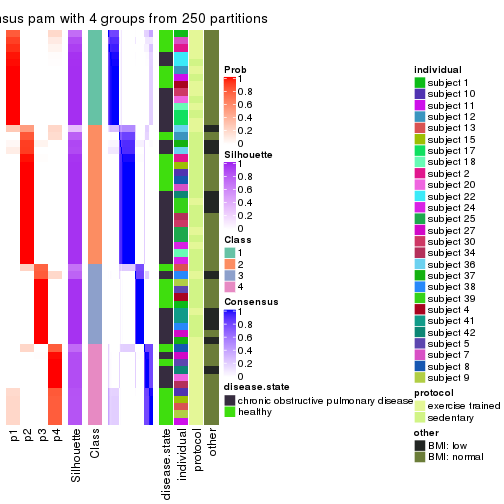 sus pam with 4 groups from 250 partitions
p1
p2
p3
p4
Silhouette
Class
disease.state
individual
protocol
other
Prob
1
0.8
0.6
0.4
0.2
0
Silhouette
1
0.8
0.6
0.4
0.2
0
Class
1
2
3
4
Consensus
1
0.8
0.6
0.4
0.2
0
disease.state
chronic obstructive pulmonary disease
healthy
individual
subject 1
subject 10
subject 11
subject 12
subject 13
subject 15
subject 17
subject 18
subject 2
subject 20
subject 22
subject 24
subject 25
subject 27
subject 30
subject 34
subject 36
subject 37
subject 38
subject 39
subject 4
subject 41
subject 42
subject 5
subject 7
subject 8
subject 9
protocol
exercise trained
sedentary
other
BMI: low
BMI: normal